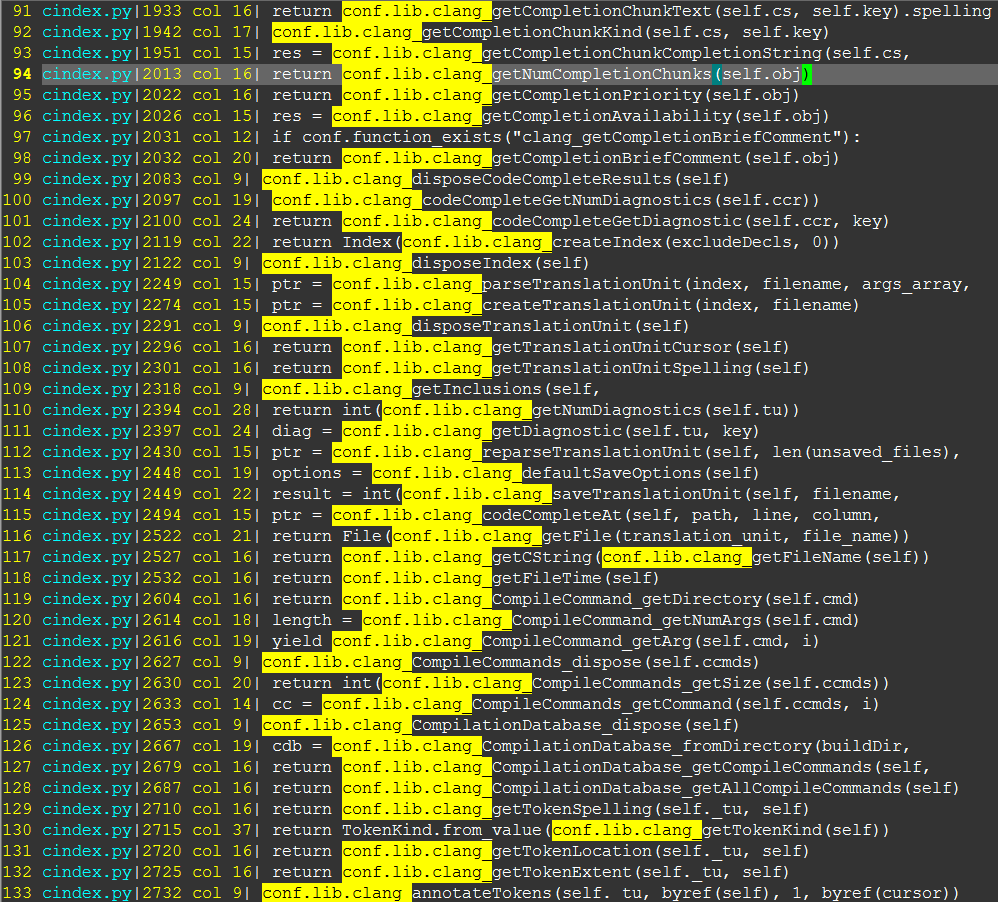 91 cindex.py|1933 col 16| return conf.lib.clang_getCompletionChunkText(self.cs, self.key).spelling
92 cindex.py|1942 col 17| conf.lib.clang_getCompletionChunkKind(self.cs, self.key)
93 cindex.py|1951 col 15| res = conf.lib.clang_getCompletionChunkCompletionString(self.cs,
94 cindex.py|2013 col 16| return conf.lib.clang_getNumCompletionChunks(self.obj)
95 cindex.py|2022 col 16| return conf.lib.clang_getCompletionPriority(self.obj)
96 cindex.py|2026 col 15| res = conf.lib.clang_getCompletionAvailability(self.obj)
97 cindex.py|2031 col 12| if conf.function_exists("clang_getCompletionBriefComment"):
98 cindex.py|2032 col 20| return conf.lib.clang_getCompletionBriefComment(self.obj)
99 cindex.py|2083 col 9| conf.lib.clang_disposeCodeCompleteResults(self)
100 cindex.py|2097 col 19| conf.lib.clang_codeCompleteGetNumDiagnostics(self.ccr))
101 cindex.py|2100 col 24| return conf.lib.clang_codeCompleteGetDiagnostic(self.ccr, key)
102 cindex.py|2119 col 22| return Index(conf.lib.clang_createIndex(excludeDecls, 0))
103 cindex.py|2122 col 9| conf.lib.clang_disposeIndex(self)
104 cindex.py|2249 col 15| ptr = conf.lib.clang_parseTranslationUnit(index, filename, args_array,
105 cindex.py|2274 col 15| ptr = conf.lib.clang_createTranslationUnit(index, filename)
106 cindex.py|2291 col 9| conf.lib.clang_disposeTranslationUnit(self)
107 cindex.py|2296 col 16| return conf.lib.clang_getTranslationUnitCursor(self)
108 cindex.py|2301 col 16| return conf.lib.clang_getTranslationUnitSpelling(self)
109 cindex.py|2318 col 9| conf.lib.clang_getInclusions(self,
110 cindex.py|2394 col 28| return int(conf.lib.clang_getNumDiagnostics(self.tu))
111 cindex.py|2397 col 24| diag = conf.lib.clang_getDiagnostic(self.tu, key)
112 cindex.py|2430 col 15| ptr = conf.lib.clang_reparseTranslationUnit(self, len(unsaved_files),
113 cindex.py|2448 col 19| options = conf.lib.clang_defaultSaveOptions(self)
114 cindex.py|2449 col 22| result = int(conf.lib.clang_saveTranslationUnit(self, filename,
115 cindex.py|2494 col 15| ptr = conf.lib.clang_codeCompleteAt(self, path, line, column,
116 cindex.py|2522 col 21| return File(conf.lib.clang_getFile(translation_unit, file_name))
117 cindex.py|2527 col 16| return conf.lib.clang_getCString(conf.lib.clang_getFileName(self))
118 cindex.py|2532 col 16| return conf.lib.clang_getFileTime(self)
119 cindex.py|2604 col 16| return conf.lib.clang_CompileCommand_getDirectory(self.cmd)
120 cindex.py|2614 col 18| length = conf.lib.clang_CompileCommand_getNumArgs(self.cmd)
121 cindex.py|2616 col 19| yield conf.lib.clang_CompileCommand_getArg(self.cmd, i)
122 cindex.py|2627 col 9| conf.lib.clang_CompileCommands_dispose(self.ccmds)
123 cindex.py|2630 col 20| return int(conf.lib.clang_CompileCommands_getSize(self.ccmds))
124 cindex.py|2633 col 14| cc = conf.lib.clang_CompileCommands_getCommand(self.ccmds, i)
125 cindex.py|2653 col 9| conf.lib.clang_CompilationDatabase_dispose(self)
126 cindex.py|2667 col 19| cdb = conf.lib.clang_CompilationDatabase_fromDirectory(buildDir,
127 cindex.py|2679 col 16| return conf.lib.clang_CompilationDatabase_getCompileCommands(self,
128 cindex.py|2687 col 16| return conf.lib.clang_CompilationDatabase_getAllCompileCommands(self)
129 cindex.py|2710 col 16| return conf.lib.clang_getTokenSpelling(self._tu, self)
130 cindex.py|2715 col 37| return TokenKind.from_value(conf.lib.clang_getTokenKind(self))
131 cindex.py|2720 col 16| return conf.lib.clang_getTokenLocation(self._tu, self)
132 cindex.py|2725 col 16| return conf.lib.clang_getTokenExtent(self._tu, self)
133 cindex.py|2732 col 9| conf.lib.clang_annotateTokens(self._tu, byref(self), 1, byref(cursor))